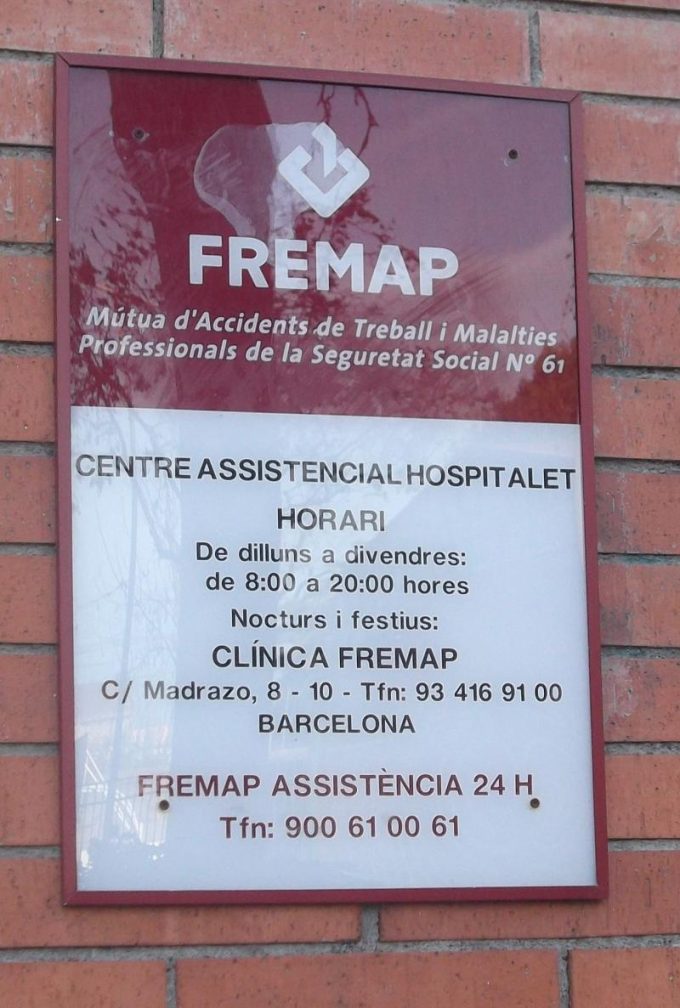 FREMAP
Mútua d'Accidents de Treball i Malalties
Professionals de la Seguretat Social Nº 61
CENTRE ASSISTENCIAL HOSPITALET
HORARI
De dilluns a divendres:
de 8:00 a 20:00 hores
Nocturs i festius:
CLÍNICA FREMAP
C/ Madrazo, 8 - 10 - Tfn: 93 416 91 00
BARCELONA
FREMAP ASSISTÈNCIA 24 H
Tfn: 900 61 00 61